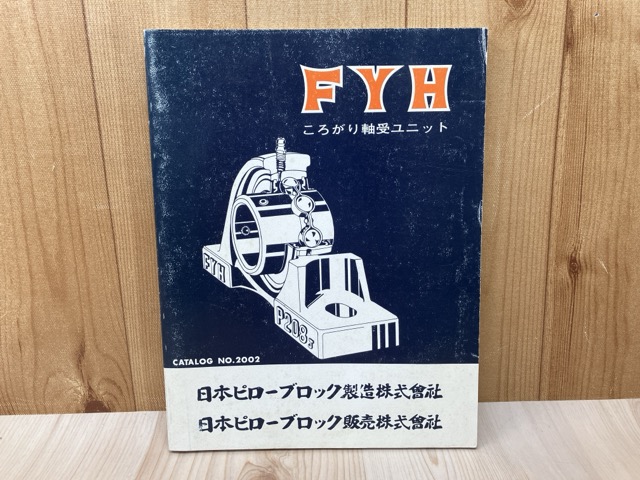 FYH
ころがり軸受ユニット
FYH
P208
CATALOG NO.2002
日本ピローブロック製造株式會社
日本ピローブロック販売株式會社